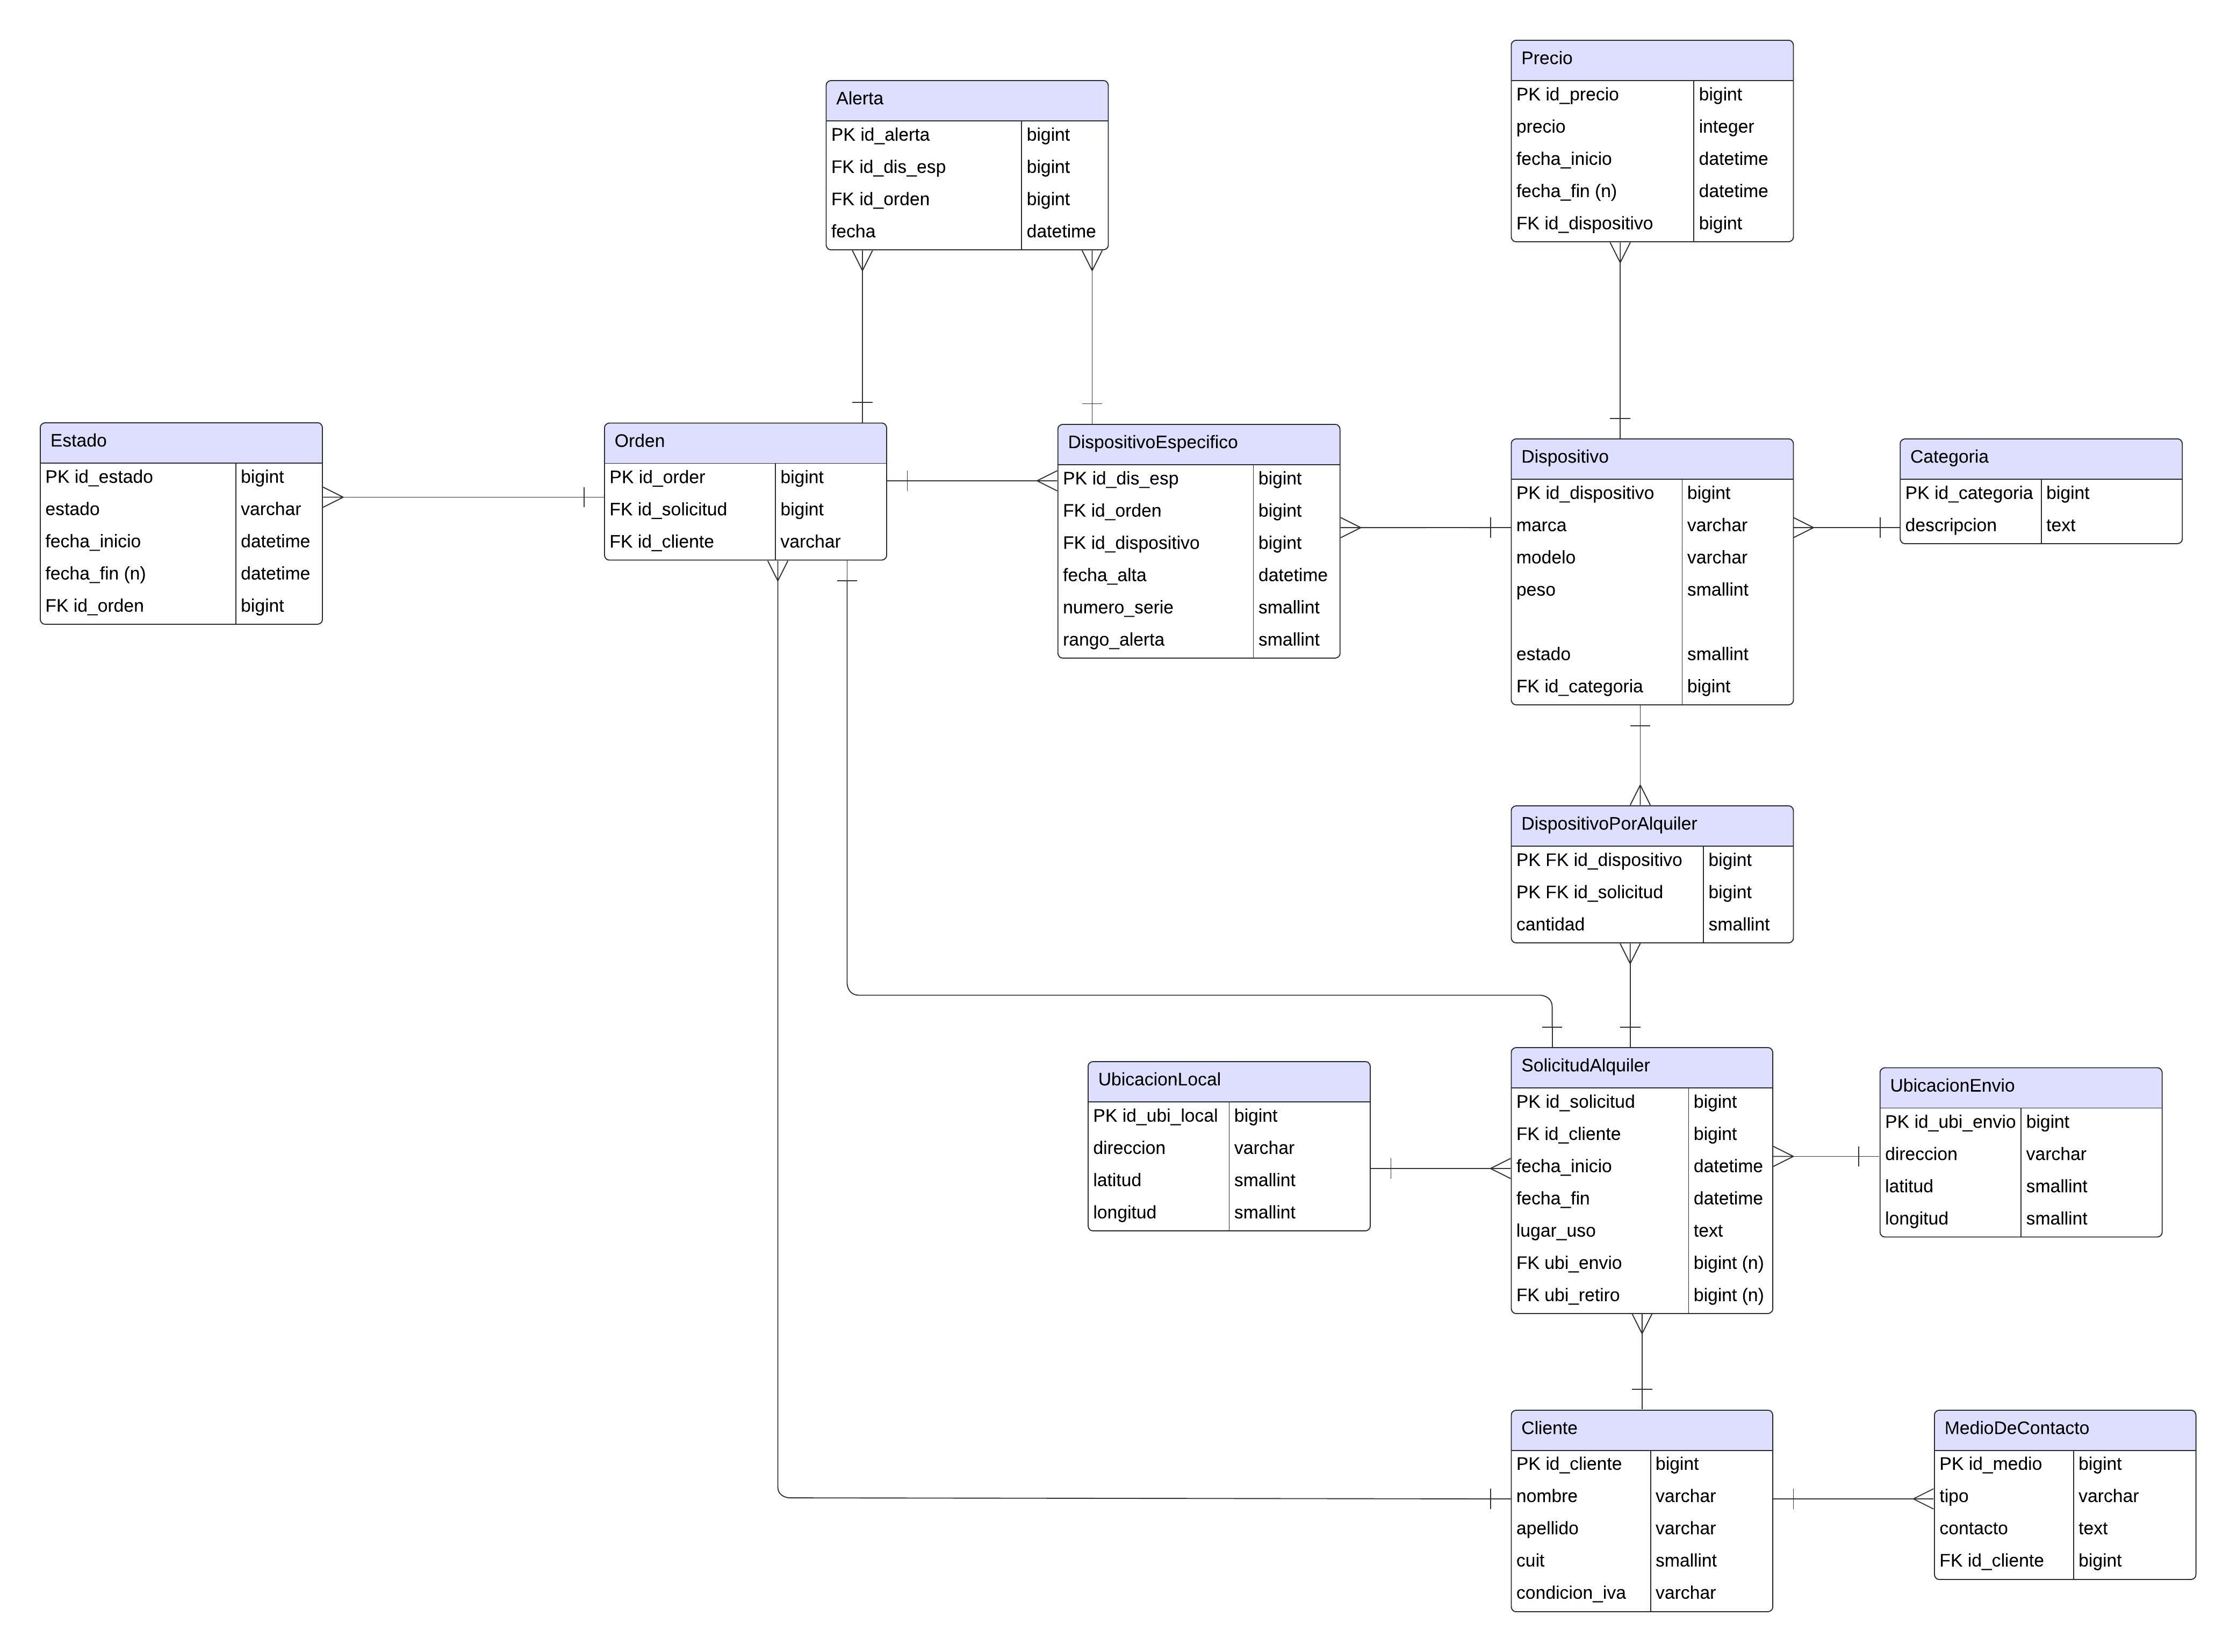 Precio
PK id_precio bigint
precio integer
fecha_inicio datetime
fecha_fin (n) datetime
FK id_dispositivo bigint
Alerta
PK id_alerta bigint
FK id_dis_esp bigint
FK id_orden bigint
fecha datetime
Estado
PK id_estado bigint
estado varchar
fecha_inicio datetime
fecha_fin (n) datetime
FK id_orden bigint
Orden
PK id_order bigint
FK id_solicitud bigint
FK id_cliente varchar
DispositivoEspecifico
PK id_dis_esp bigint
FK id_orden bigint
FK id_dispositivo bigint
fecha_alta datetime
numero_serie smallint
rango_alerta smallint
Dispositivo
PK id_dispositivo bigint
marca varchar
modelo varchar
peso smallint
estado smallint
FK id_categoria bigint
Categoria
PK id_categoria bigint
descripcion text
DispositivoPorAlquiler
PK FK id_dispositivo bigint
PK FK id_solicitud bigint
cantidad smallint
UbicacionLocal
PK id_ubi_local bigint
direccion varchar
latitud smallint
longitud smallint
SolicitudAlquiler
PK id_solicitud bigint
FK id_cliente bigint
fecha_inicio datetime
fecha_fin datetime
lugar_uso text
FK ubi_envio bigint (n)
FK ubi_retiro bigint (n)
UbicacionEnvio
PK id_ubi_envio bigint
direccion varchar
latitud smallint
longitud smallint
Cliente
PK id_cliente bigint
nombre varchar
apellido varchar
cuit smallint
condicion_iva varchar
MedioDeContacto
PK id_medio bigint
tipo varchar
contacto text
FK id_cliente bigint